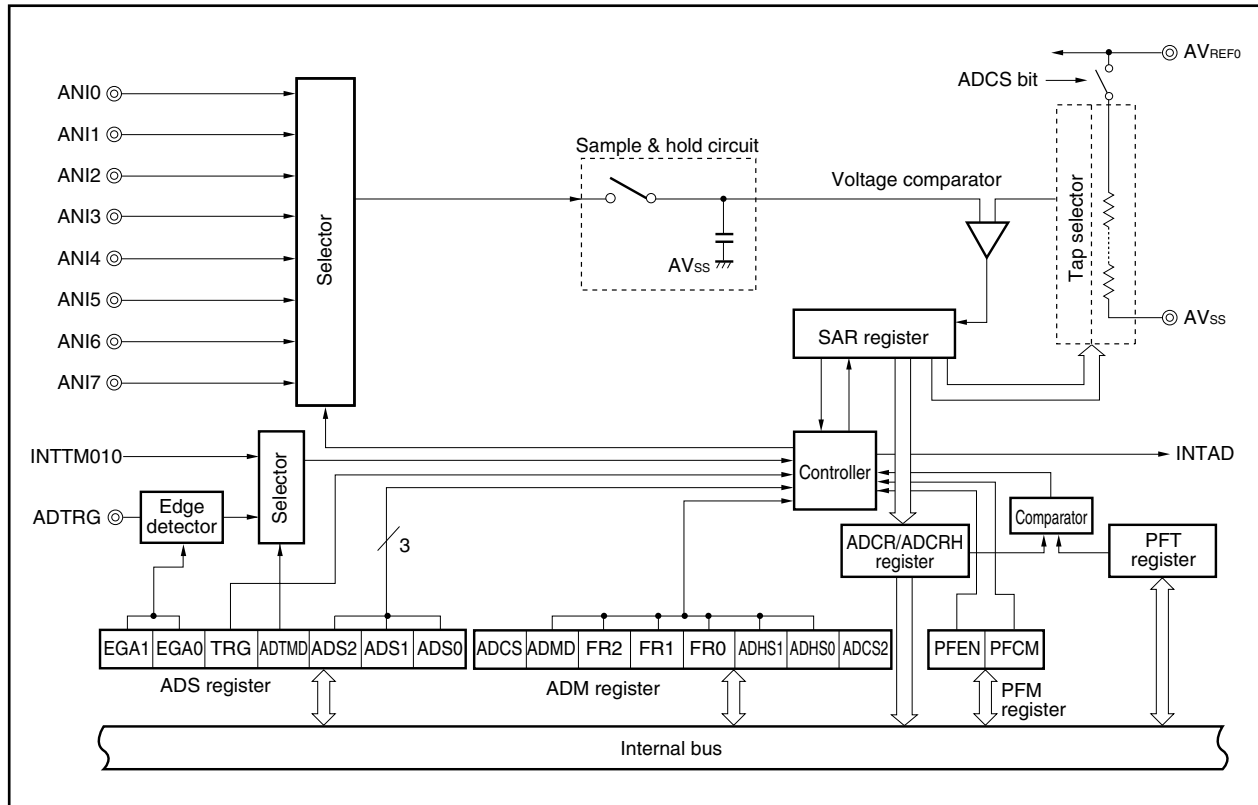 AVREF0
ADCS bit
ANI0
ANI1
ANI2
ANI3
ANI4
ANI5
ANI6
ANI7
Selector
Sample & hold circuit
AVSS
Voltage comparator
Tap selector
AVSS
SAR register
INTTM010
ADTRG
Edge
detector
Selector
3
Controller
INTAD
Comparator
ADCR/ADCRH
register
PFT
register
EGA1 EGA0 TRG ADTMD ADS2 ADS1 ADS0
ADS register
ADCS ADMD FR2 FR1 FR0 ADHS1 ADHS0 ADCS2
ADM register
PFEN PFCM
PFM
register
Internal bus